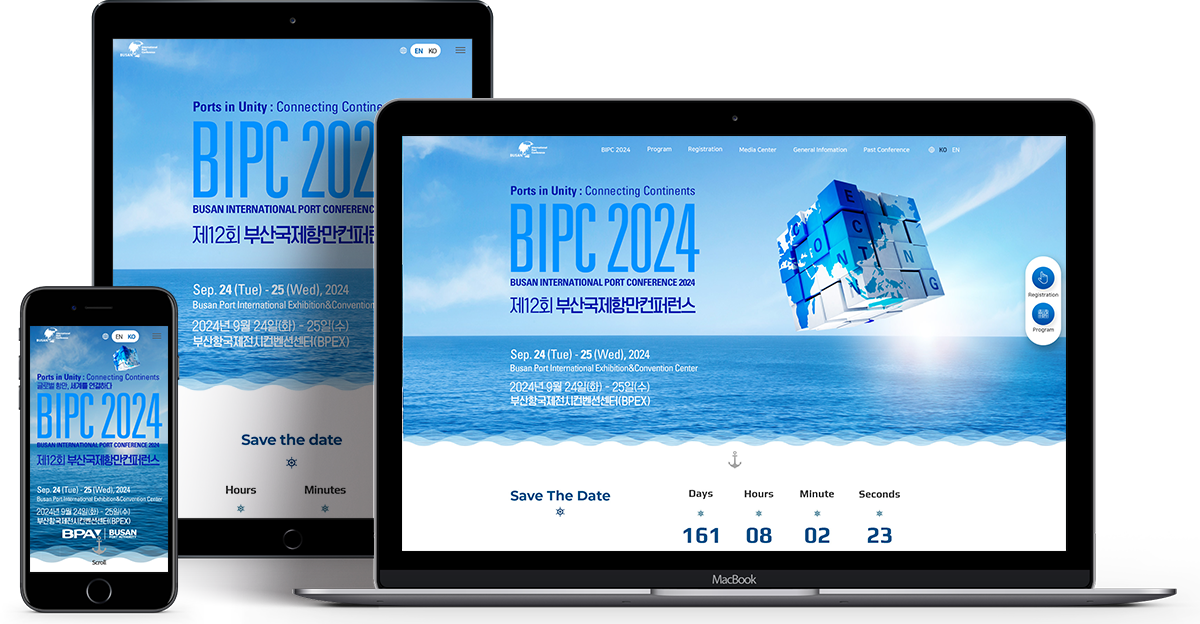 BUSAN
International
Port
Conference
EN KO
Ports in Unity : Connecting Contine
BIPC 202
BUSAN INTERNATIONAL PORT CONFERENC
제12회 부산국제항만컨퍼런
Sep. 24 (Tue) - 25 (Wed), 2024
Busan Port International Exhibition&Convention
2024년 9월 24일(화) - 25일(수)
부산항국제전시컨벤션센터(BPEX)
Save the date
Hours Minutes
BUSAN
International
Port
Conference
BIPC 2024 Program Registration Media Center General Infomation Past Conference KO EN
Ports in Unity : Connecting Continents
BIPC 2024
BUSAN INTERNATIONAL PORT CONFERENCE 2024
제12회 부산국제항만컨퍼런스
Sep. 24 (Tue) - 25 (Wed), 2024
Busan Port International Exhibition&Convention Center
2024년 9월 24일(화) - 25일(수)
부산항국제전시컨벤션센터(BPEX)
E
C C
O N T N
G
Registration
Program
Save The Date
Days Hours Minute Seconds
161 08 02 23
MacBook
BUSAN
EN KO
Ports in Unity : Connecting Continents
글로벌 항만, 세계를 연결하다
BIPC 2024
BUSAN INTERNATIONAL PORT CONFERENCE 2024
제12회 부산국제항만컨퍼런스
Sep. 24 (Tue) - 25 (Wed), 2024
Busan Port International Exhibition&Convention Center
2024년 9월 24일(화) - 25일(수)
부산항국제전시컨벤션센터(BPEX)
BPA BUSAN
PORT AUTHORITY
Scroll